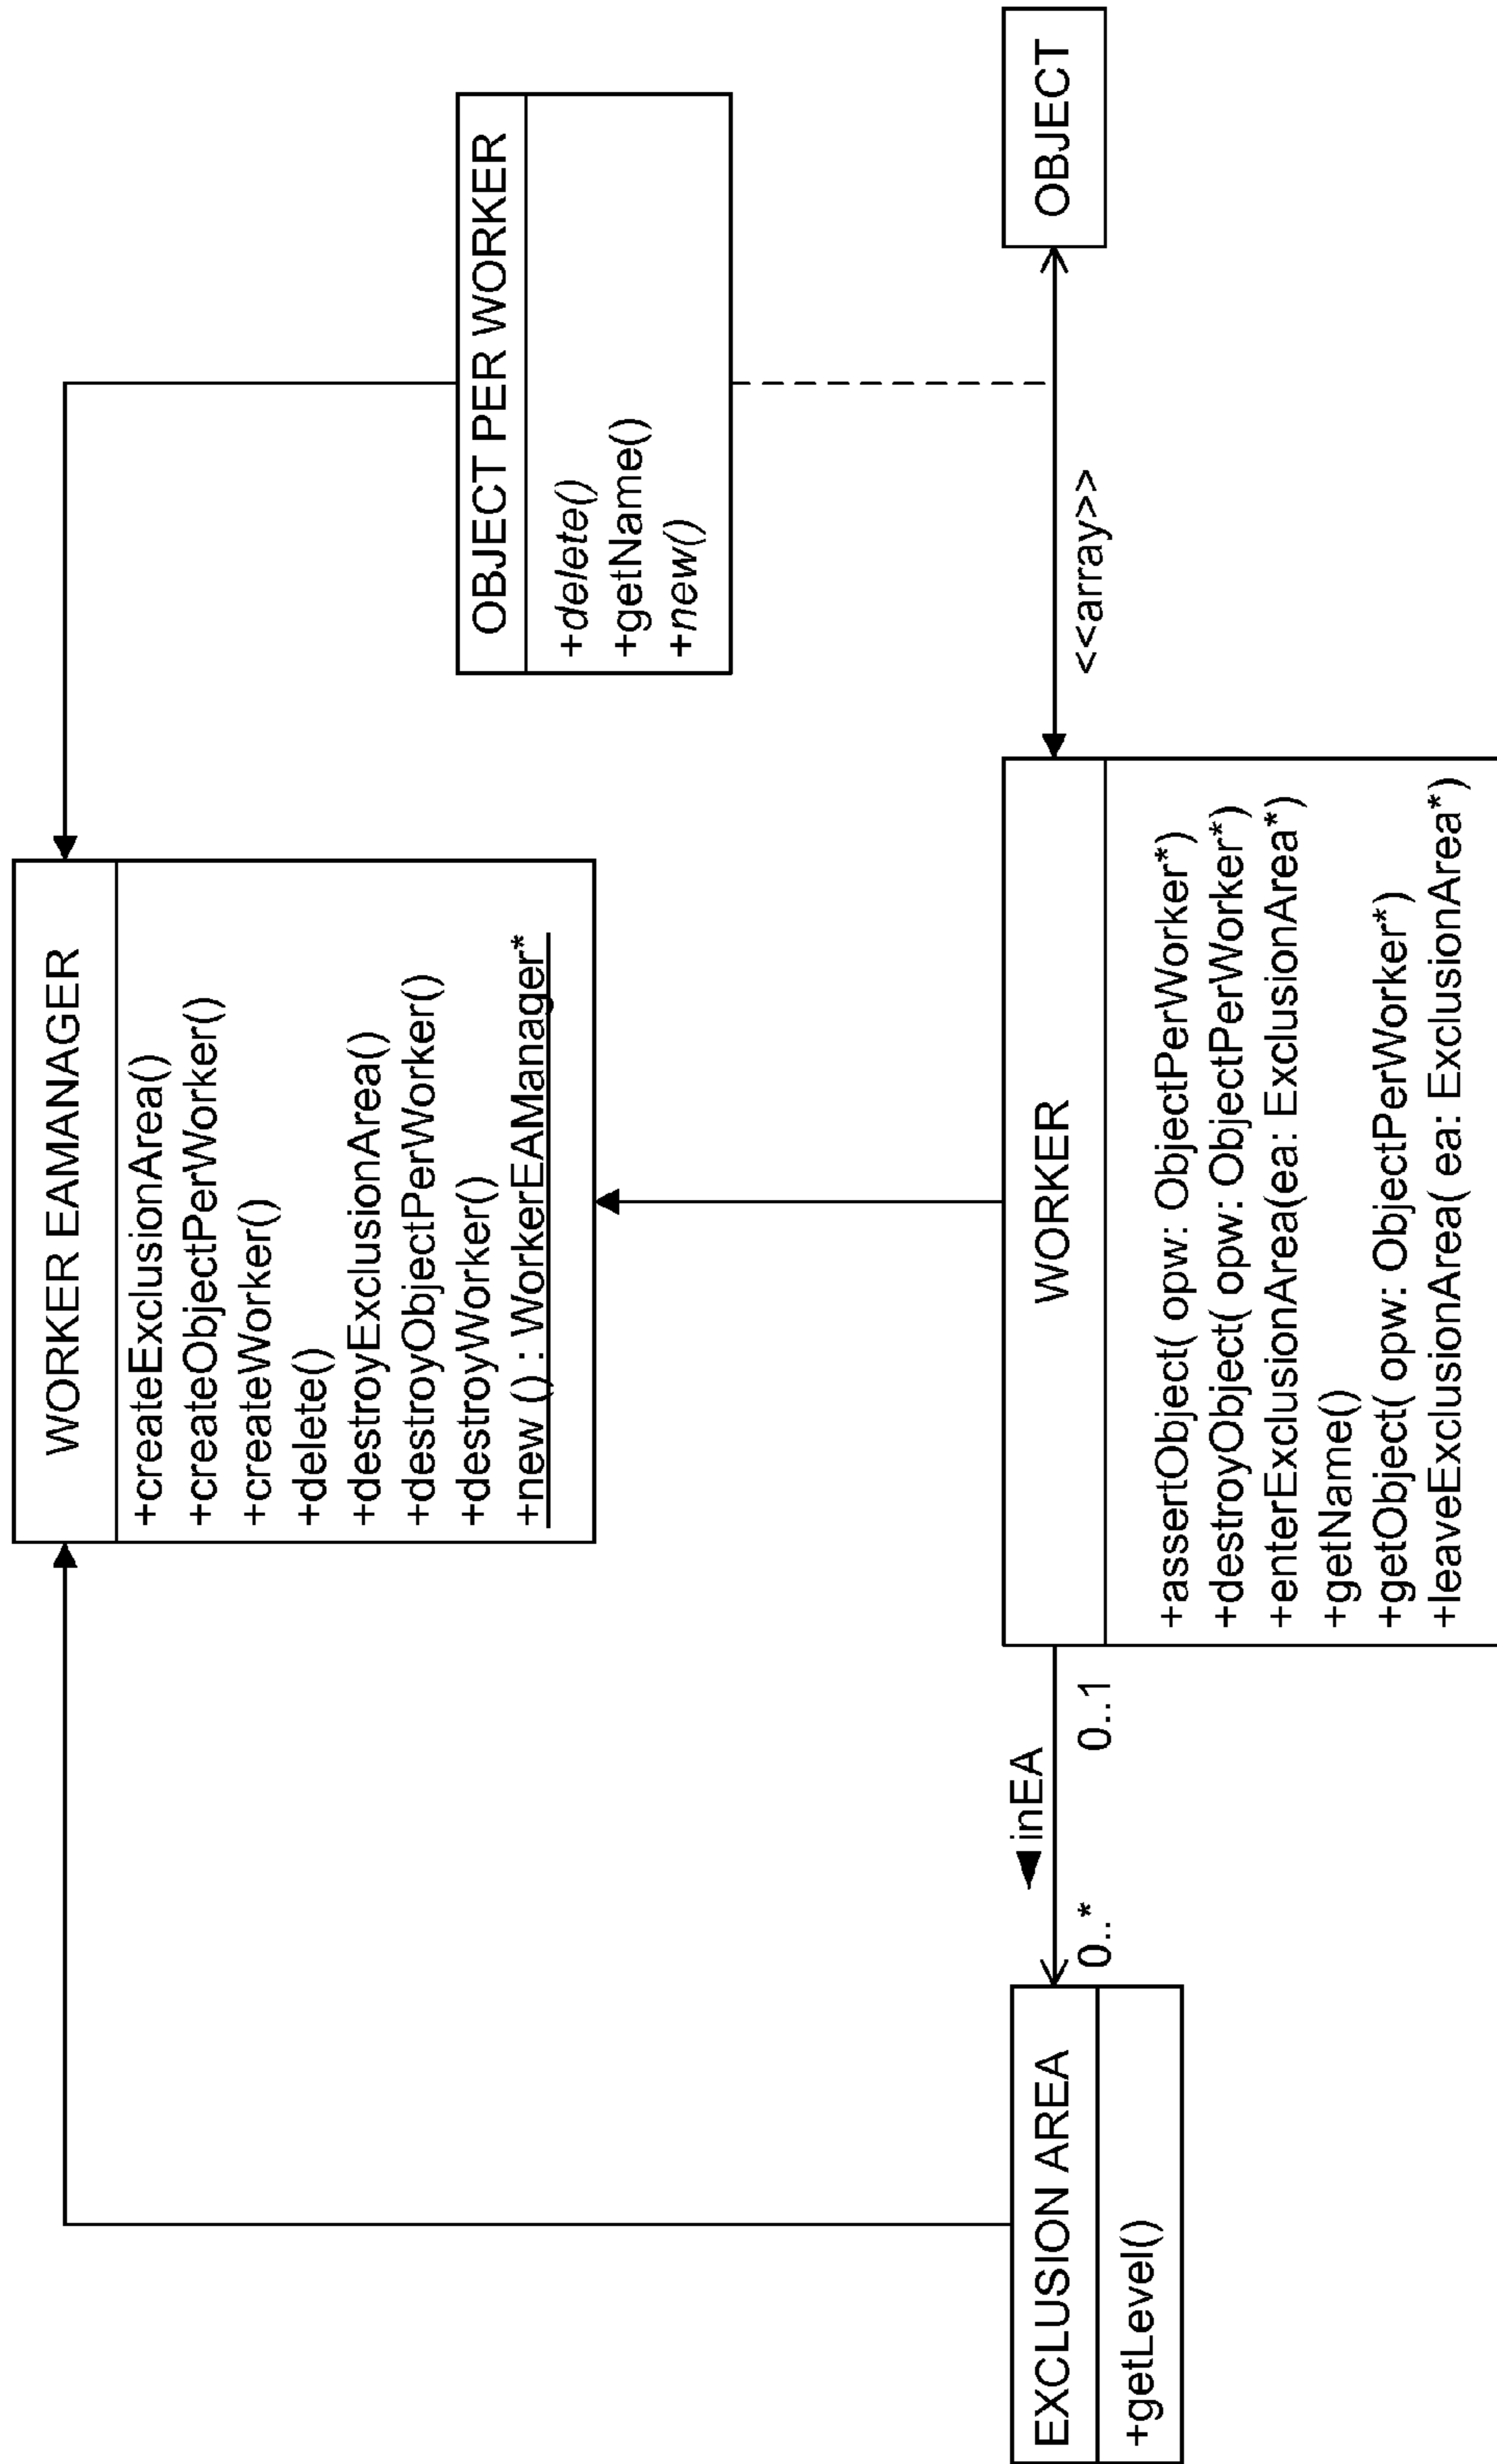 WORKER EAMANAGER
+createExclusionArea()
+createObjectPerWorker()
+createWorker()
+delete()
+destroyExclusionArea()
+destroyObjectPerWorker()
+destroyWorker()
+new () : WorkerEAManager*
OBJECT PER WORKER
+delete()
+getName()
+new()
EXCLUSION AREA
+getLevel()
inEA
0..*
0..1
WORKER
+assertObject( opw: ObjectPerWorker*)
+destroyObject( opw: ObjectPerWorker*)
+enterExclusionArea(ea: ExclusionArea*)
+getName()
+getObject( opw: ObjectPerWorker*)
+leaveExclusionArea( ea: ExclusionArea*)
<<array>>
OBJECT